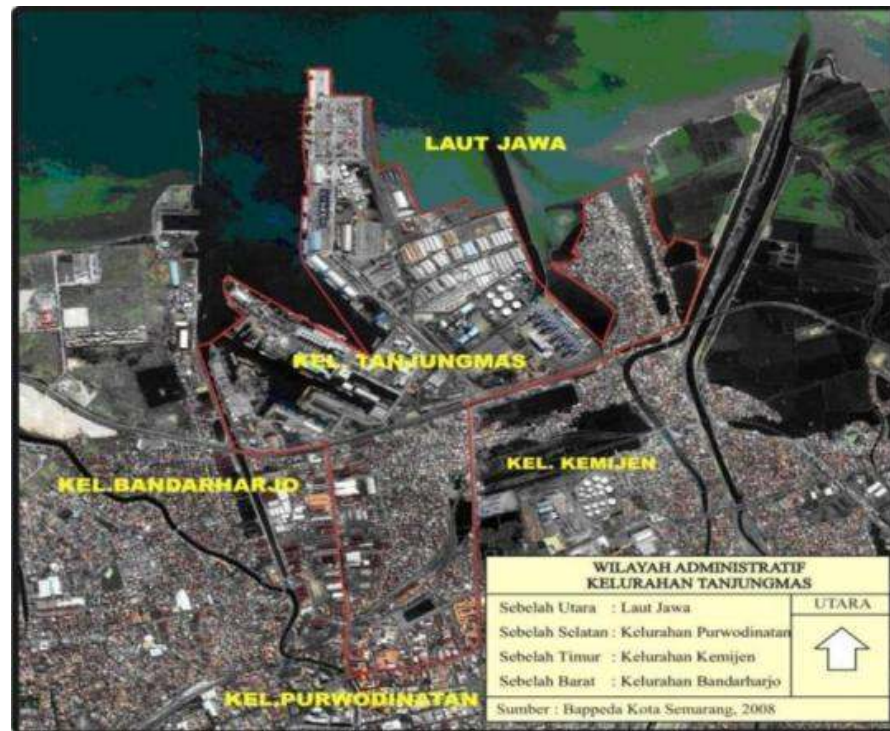 LAUT JAWA
KEL. TANJUNGMAS
KEL. KEMIJEN
KEL.BANDARHARJO
KEL.PURWODINATAN
WILAYAH ADMINISTRATIF
KELURAHAN TANJUNGMAS
Sebelah Utara : Laut Jawa
Sebelah Selatan : Kelurahan Purwodinatan
Sebelah Timur : Kelurahan Kemijen
Sebelah Barat : Kelurahan Bandarharjo
UTARA
Sumber : Bappeda Kota Semarang, 2008